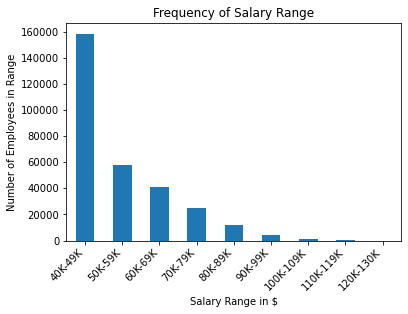 Frequency of Salary Range
160000
140000
120000
100000
80000
60000
40000
20000
0
Number of Employees in Range
40K-49K
50K-59K
60K-69K
70K-79K
80K-89K
90K-99K
100K-109K
110K-119K
120K-130K
Salary Range in $